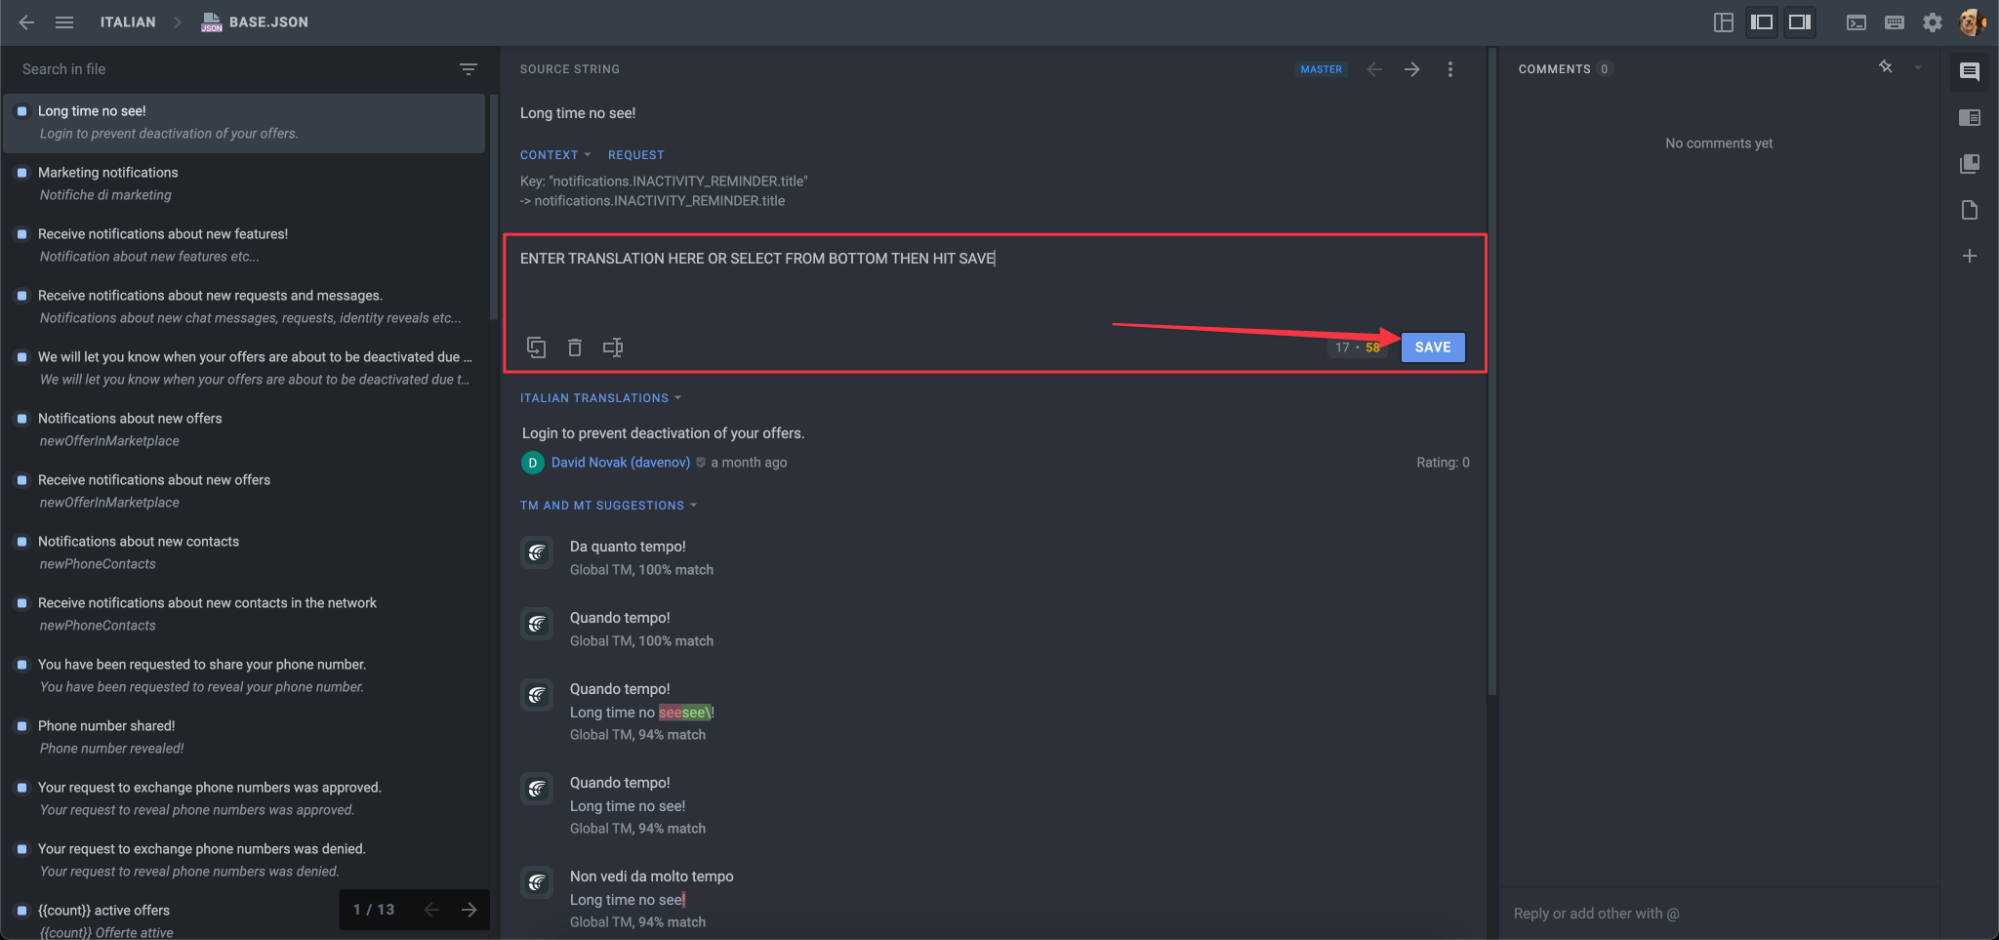 ITALIAN
JSON
BASE.JSON
Search in file
Long time no see!
Login to prevent deactivation of your offers.
Marketing notifications
Notifiche di marketing
Receive notifications about new features!
Notification about new features etc...
Receive notifications about new requests and messages.
Notifications about new chat messages, requests, identity reveals etc...
We will let you know when your offers are about to be deactivated due ...
We will let you know when your offers are about to be deactivated due t...
Notifications about new offers
newOfferInMarketplace
Receive notifications about new offers
newOfferInMarketplace
Notifications about new contacts
newPhoneContacts
Receive notifications about new contacts in the network
newPhoneContacts
You have been requested to share your phone number.
You have been requested to reveal your phone number.
Phone number shared!
Phone number revealed!
Your request to exchange phone numbers was approved.
Your request to reveal phone numbers was approved.
Your request to exchange phone numbers was denied.
Your request to reveal phone numbers was denied.
{{count}} active offers
{{count}} Offerte attive
1 / 13
SOURCE STRING
MASTER
Long time no see!
CONTEXT REQUEST
Key: "notifications.INACTIVITY_REMINDER.title"
-> notifications.INACTIVITY_REMINDER.title
ENTER TRANSLATION HERE OR SELECT FROM BOTTOM THEN HIT SAVE
17 • 58
SAVE
ITALIAN TRANSLATIONS
Login to prevent deactivation of your offers.
D David Novak (davenov) a month ago
Rating: 0
TM AND MT SUGGESTIONS
Da quanto tempo!
Global TM, 100% match
Quando tempo!
Global TM, 100% match
Quando tempo!
Long time no seesee\!
Global TM, 94% match
Quando tempo!
Long time no see!
Global TM, 94% match
Non vedi da molto tempo
Long time no see!
Global TM, 94% match
COMMENTS 0
No comments yet
Reply or add other with @